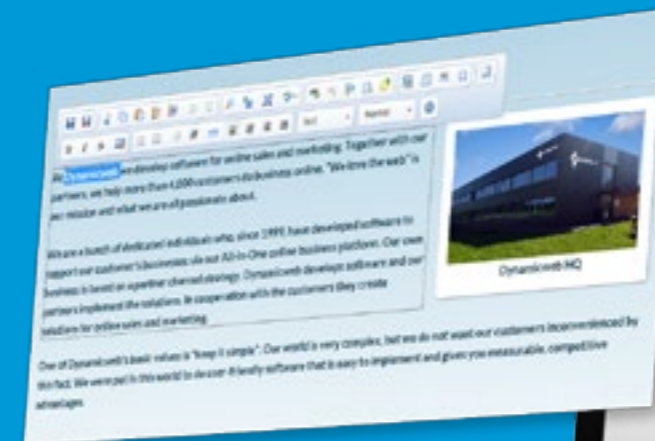 At Dynamicweb we develop software for online sales and marketing. Together with our
partners, we help more than 4,000 customers do business online. "We love the web" is
our mission and what we are all passionate about.
We are a bunch of dedicated individuals who, since 1999, have developed software to
support our customer's businesses via our All-In-One online business platform. Our own
business is based on a partner channel strategy. Dynamicweb develops software and our
partners implement the solutions. In cooperation with the customers they create
solutions for online sales and marketing.
Dynamicweb HQ
One of Dynamicweb's basic values is "keep it simple". Our world is very complex, but we do not want our customers inconvenienced by
this fact. We were put in this world to do user-friendly software that is easy to implement and gives you measurable, competitive
advantages.